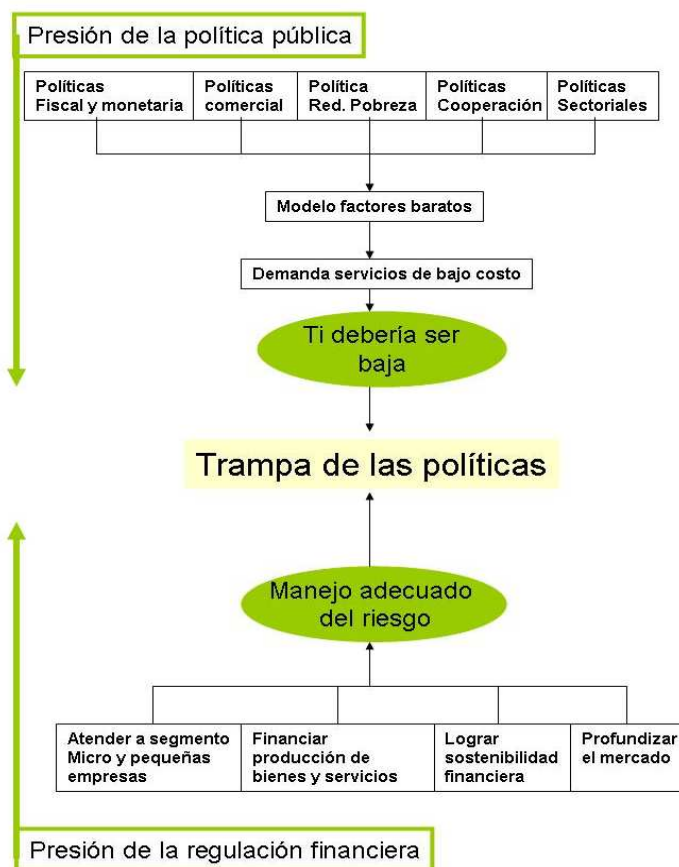 Presión de la política pública
Políticas
Fiscal y monetaria
Políticas
comercial
Política
Red. Pobreza
Políticas
Cooperación
Políticas
Sectoriales
Modelo factores baratos
Demanda servicios de bajo costo
Ti debería ser
baja
Trampa de las políticas
Manejo adecuado
del riesgo
Atender a segmento
Micro y pequeñas
empresas
Financiar
producción de
bienes y servicios
Lograr
sostenibilidad
financiera
Profundizar
el mercado
Presión de la regulación financiera